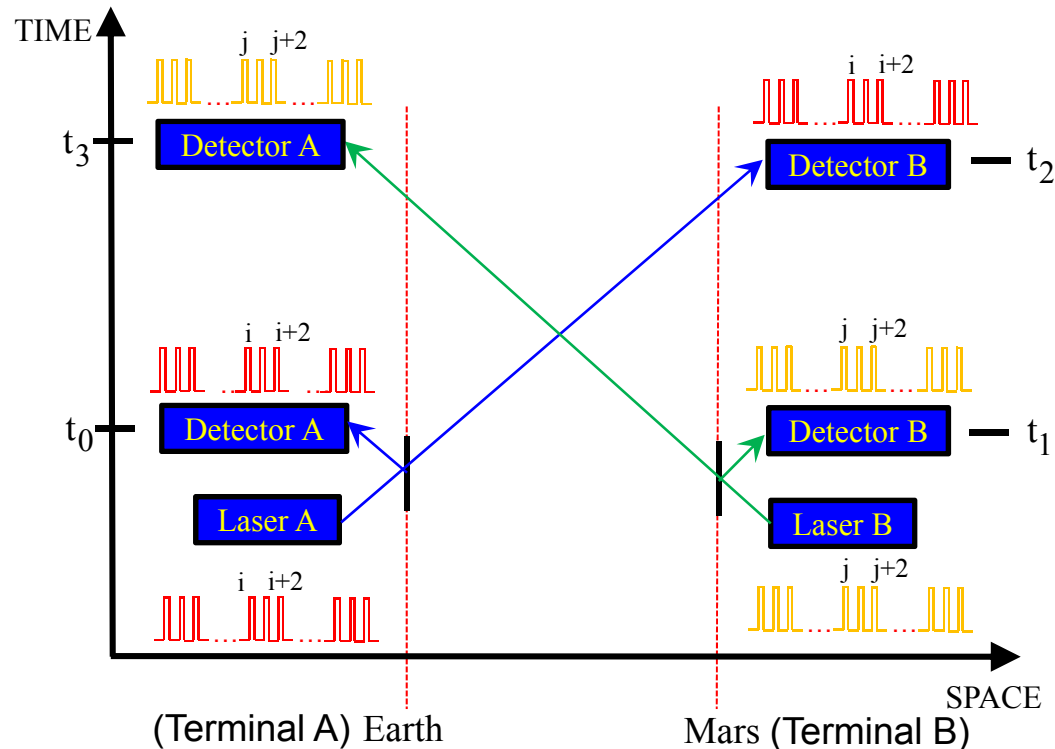 TIME
j j+2
i i+2
... ...
... ...
Detector A
Detector B
t3
t2
i i+2
j j+2
... ...
... ...
Detector A
Detector B
t0
t1
Laser A
Laser B
i i+2
j j+2
... ...
... ...
SPACE
(Terminal A) Earth
Mars (Terminal B)